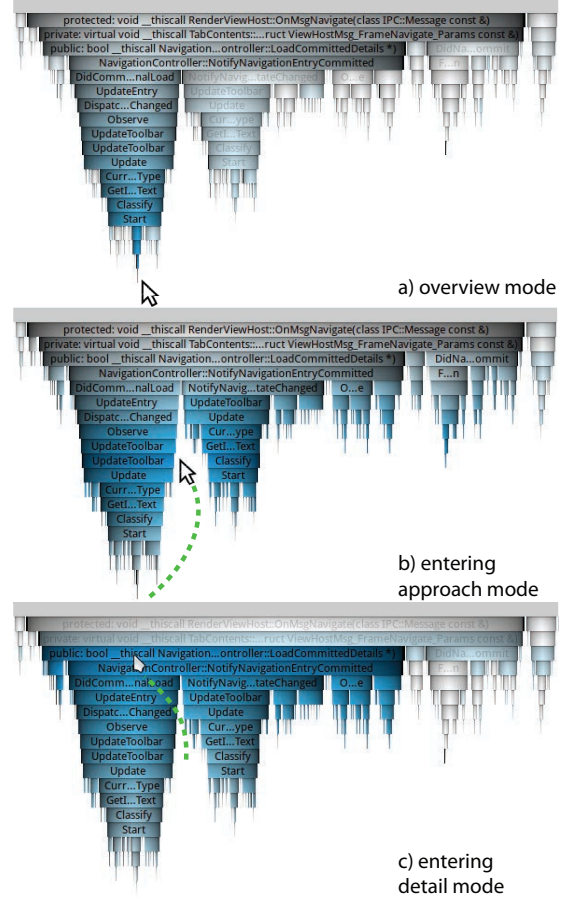 protected: void __thiscall RenderViewHost::OnMsgNavigate(class IPC::Message const &)
private: virtual void __thiscall TabContents::...ruct ViewHostMsg_FrameNavigate_Params const &)
public: bool __thiscall Navigation...ontroller::LoadCommittedDetails *) DidNa...ommit
NavigationController::NotifyNavigationEntryCommitted F...n
DidComm...nalLoad NotifyNavig...tateChanged O...e
UpdateEntry UpdateToolbar
Dispatc...Changed Update
Observe Cur...ype
UpdateToolbar GetI...Text
UpdateToolbar Classify
Update Start
Curr...Type
GetI...Text
Classify
Start
a) overview mode
protected: void __thiscall RenderViewHost::OnMsgNavigate(class IPC::Message const &)
private: virtual void __thiscall TabContents::...ruct ViewHostMsg_FrameNavigate_Params const &)
public: bool __thiscall Navigation...ontroller::LoadCommittedDetails *) DidNa...ommit
NavigationController::NotifyNavigationEntryCommitted F...n
DidComm...nalLoad NotifyNavig...tateChanged O...e
UpdateEntry UpdateToolbar
Dispatc...Changed Update
Observe Cur...ype
UpdateToolbar GetI...Text
UpdateToolbar Classify
Update Start
Curr...Type
GetI...Text
Classify
Start
b) entering
approach mode
protected: void __thiscall RenderViewHost::OnMsgNavigate(class IPC::Message const &)
private: virtual void __thiscall TabContents::...ruct ViewHostMsg_FrameNavigate_Params const &)
public: bool __thiscall Navigation...ontroller::LoadCommittedDetails *) DidNa...ommit
NavigationController::NotifyNavigationEntryCommitted F...n
DidComm...nalLoad NotifyNavig...tateChanged O...e
UpdateEntry UpdateToolbar
Dispatc...Changed Update
Observe Cur...ype
UpdateToolbar GetI...Text
UpdateToolbar Classify
Update Start
Curr...Type
GetI...Text
Classify
Start
c) entering
detail mode